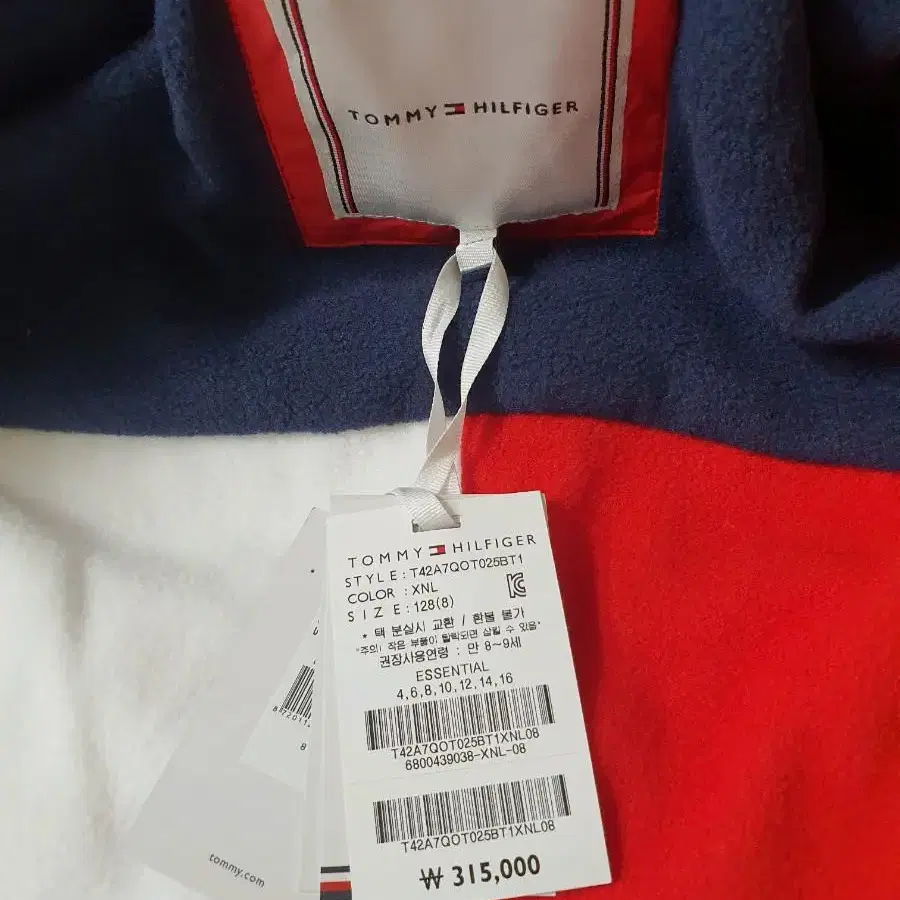 TOMMY HILFIGER
TOMMY HILFIGER
STYLE : T42A7QOT025BT1
COLOR : XNL
SIZE : 128(8)
* 택 분실시 교환 / 환불 불가
"주의! 작은 부품이 탈락되면 삼킬 수 있음"
권장사용연령 : 만 8~9세
ESSENTIAL
4,6,8,10,12,14,16
T42A7QOT025BT1XNL08
6800439038-XNL-08
T42A7QOT025BT1XNL08
₩ 315,000
tommy.com